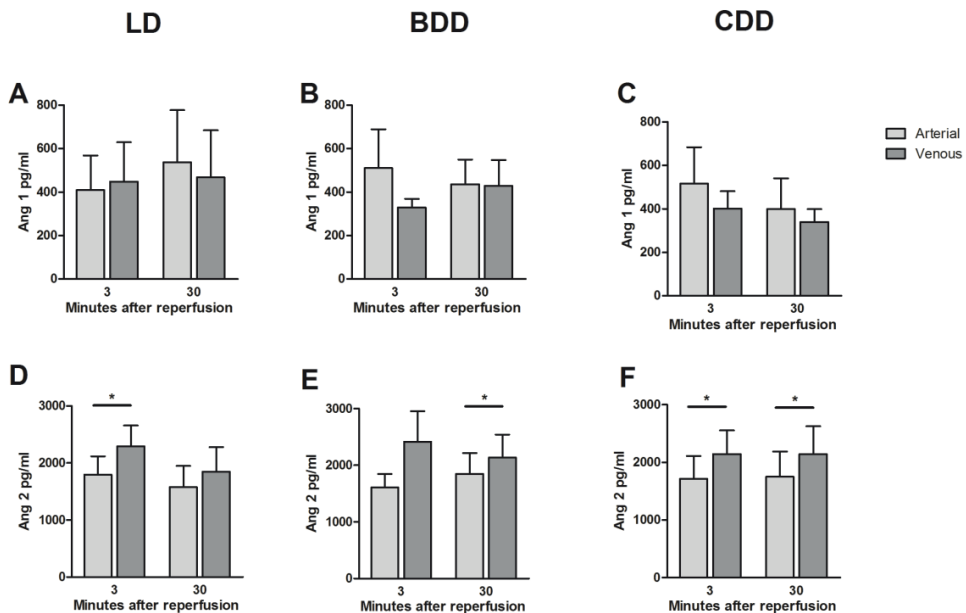 LD
BDD
CDD
A
800
600
400
200
0
Ang 1 pg/ml
3
30
Minutes after reperfusion
B
800
600
400
200
0
Ang 1 pg/ml
3
30
Minutes after reperfusion
C
800
600
400
200
0
Ang 1 pg/ml
3
30
Minutes after reperfusion
Arterial
Venous
D
3000
2000
1000
0
Ang 2 pg/ml
*
3
30
Minutes after reperfusion
E
3000
2000
1000
0
Ang 2 pg/ml
*
3
30
Minutes after reperfusion
F
3000
2000
1000
0
Ang 2 pg/ml
*
*
3
30
Minutes after reperfusion